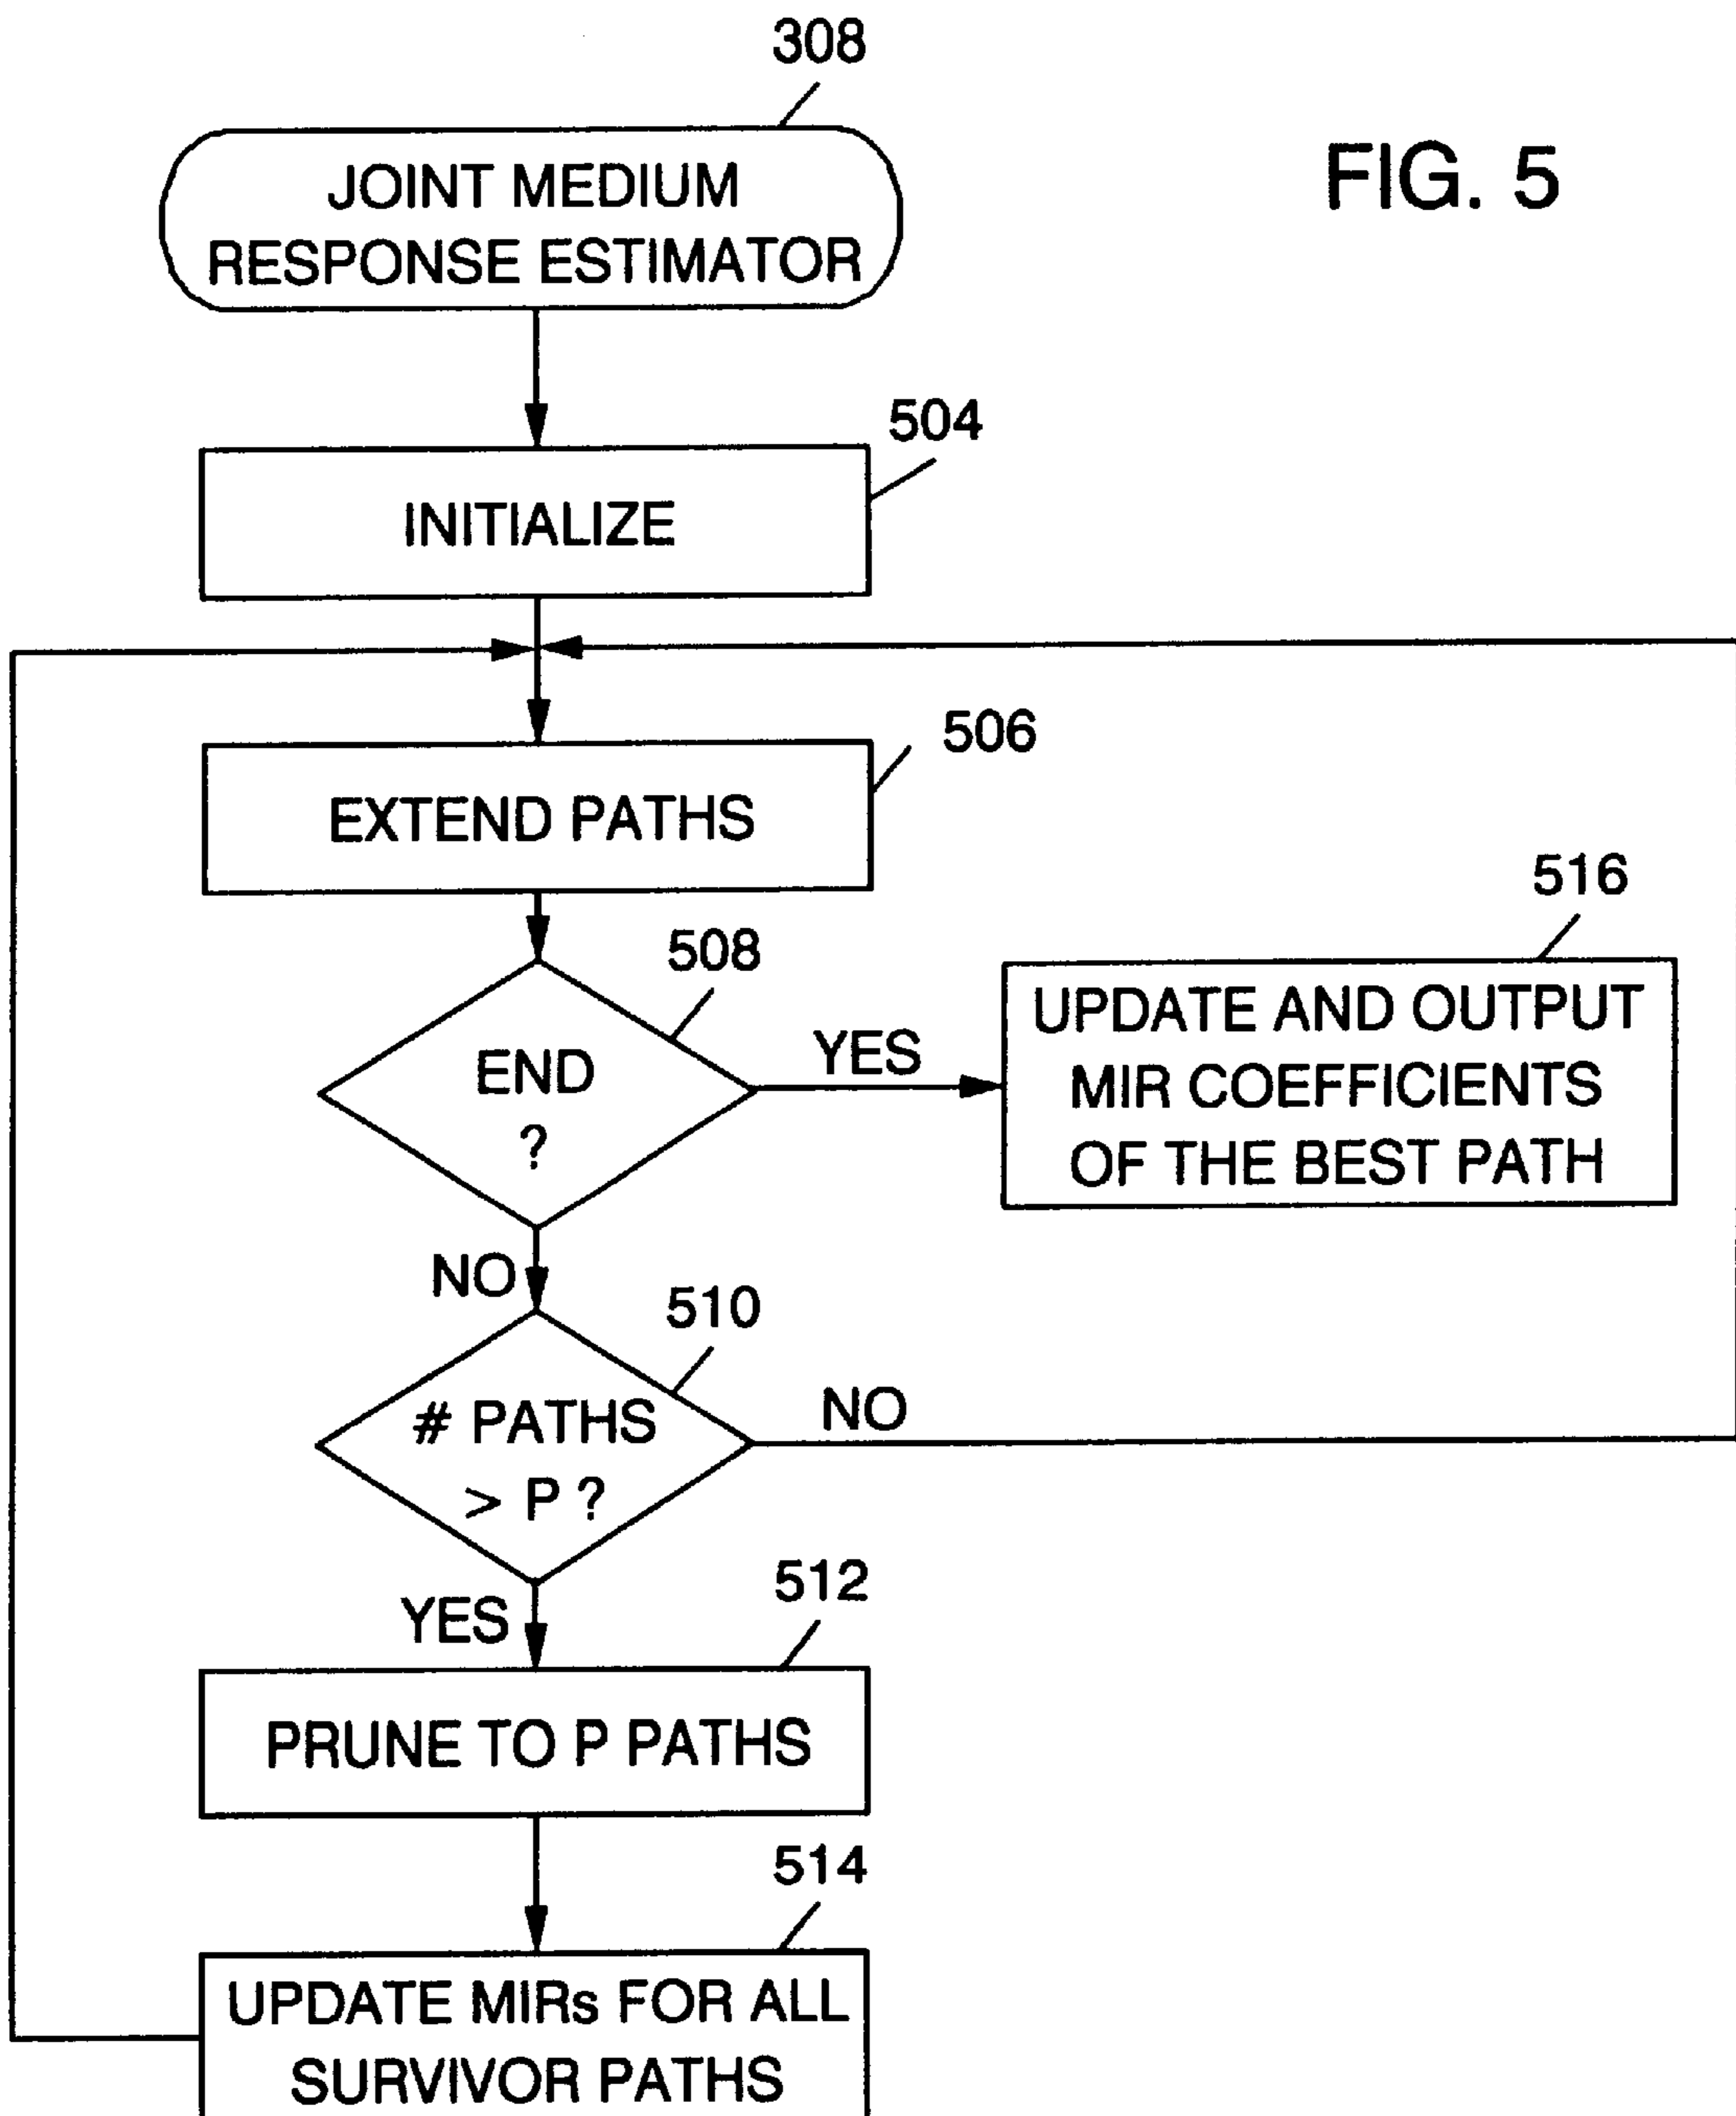 308
FIG. 5
JOINT MEDIUM
RESPONSE ESTIMATOR
504
INITIALIZE
506
EXTEND PATHS
508
516
END
?
YES
UPDATE AND OUTPUT
MIR COEFFICIENTS
OF THE BEST PATH
NO
510
# PATHS
> P ?
NO
YES
512
PRUNE TO P PATHS
514
UPDATE MIRs FOR ALL
SURVIVOR PATHS